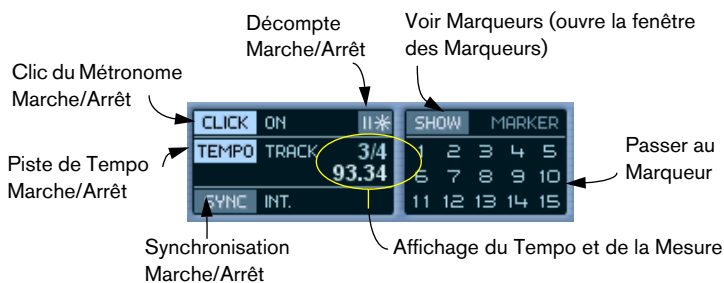 Décompte
Marche/Arrêt
Voir Marqueurs (ouvre la fenêtre
des Marqueurs)
Clic du Métronome
Marche/Arrêt
CLICK ON
SHOW MARKER
TEMPO TRACK 3/4
93.34
1 2 3 4 5
6 7 8 9 10
SYNC INT.
11 12 13 14 15
Piste de Tempo
Marche/Arrêt
Passer au
Marqueur
Synchronisation
Marche/Arrêt
Affichage du Tempo et de la Mesure